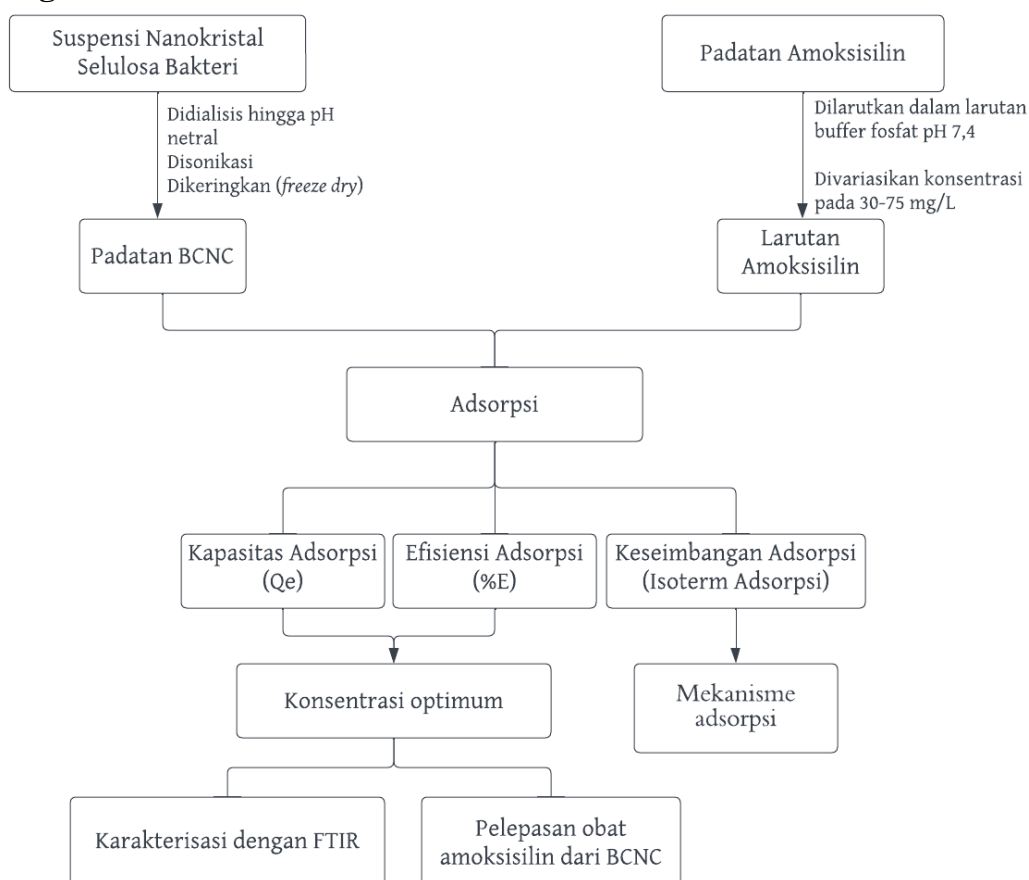 Suspensi Nanokristal
Selulosa Bakteri
Padatan Amoksisilin
Didialisis hingga pH
netral
Disonikasi
Dikeringkan (freeze dry)
Dilarutkan dalam larutan
buffer fosfat pH 7,4
Divariasikan konsentrasi
pada 30-75 mg/L
Padatan BCNC
Larutan
Amoksisilin
Adsorpsi
Kapasitas Adsorpsi
(Qe)
Efisiensi Adsorpsi
(%E)
Keseimbangan Adsorpsi
(Isoterm Adsorpsi)
Konsentrasi optimum
Mekanisme
adsorpsi
Karakterisasi dengan FTIR
Pelepasan obat
amoksisilin dari BCNC